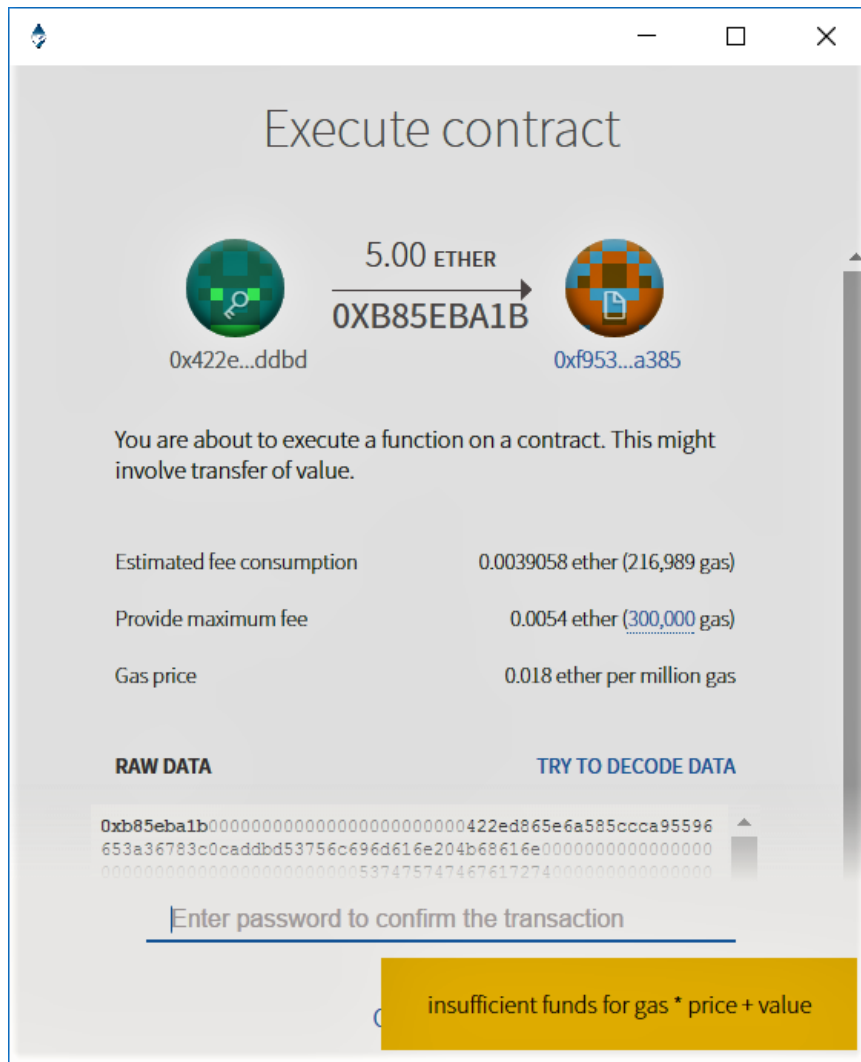 Execute contract
5.00 ETHER
0XB85EBA1B
0x422e...ddbd
0xf953...a385
You are about to execute a function on a contract. This might
involve transfer of value.
Estimated fee consumption 0.0039058 ether (216,989 gas)
Provide maximum fee 0.0054 ether (300,000 gas)
Gas price 0.018 ether per million gas
RAW DATA TRY TO DECODE DATA
0xb85eba1b000000000000000000000000422ed865e6a585ccca95596
653a36783c0caddbd53756c696d616e204b68616e0000000000000000
000000000000000000000000537475747467617274000000000000000
Enter password to confirm the transaction
insufficient funds for gas * price + value